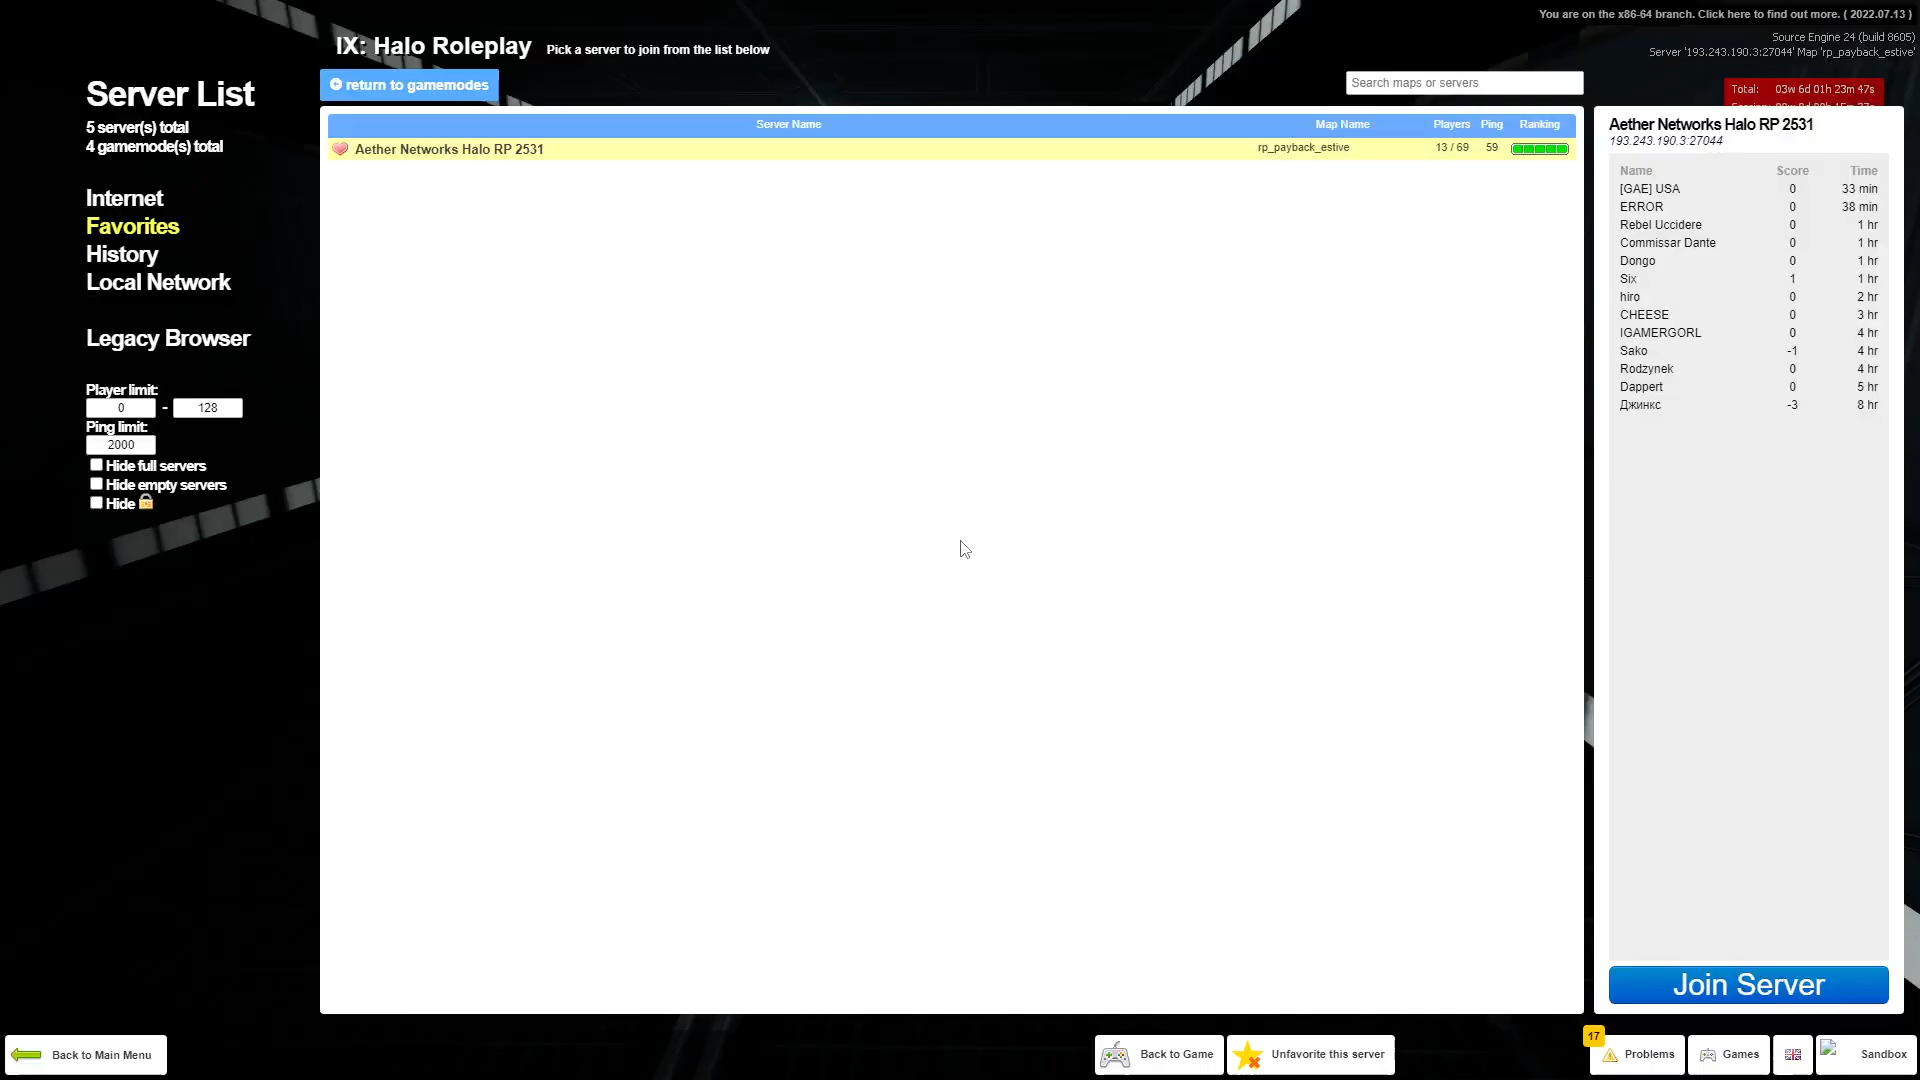 You are on the x86-64 branch. Click here to find out more. ( 2022.07.13 )
Source Engine 24 (build 8605)
Server '193.243.190.3:27044' Map 'rp_payback_estive'
IX: Halo Roleplay Pick a server to join from the list below
return to gamemodes
Search maps or servers
Total: 03w 6d 01h 23m 47s
Server List
5 server(s) total
4 gamemode(s) total
Internet
Favorites
History
Local Network
Legacy Browser
Player limit:
0 - 128
Ping limit:
2000
Hide full servers
Hide empty servers
Hide
Server Name Map Name Players Ping Ranking
Aether Networks Halo RP 2531 rp_payback_estive 13 / 69 59
Aether Networks Halo RP 2531
193.243.190.3:27044
Name Score Time
[GAE] USA 0 33 min
ERROR 0 38 min
Rebel Uccidere 0 1 hr
Commissar Dante 0 1 hr
Dongo 0 1 hr
Six 1 1 hr
hiro 0 2 hr
CHEESE 0 3 hr
IGAMERGORL 0 4 hr
Sako -1 4 hr
Rodzynek 0 4 hr
Dappert 0 5 hr
Джинкс -3 8 hr
Join Server
Back to Main Menu
Back to Game
Unfavorite this server
17
Problems
Games
Sandbox